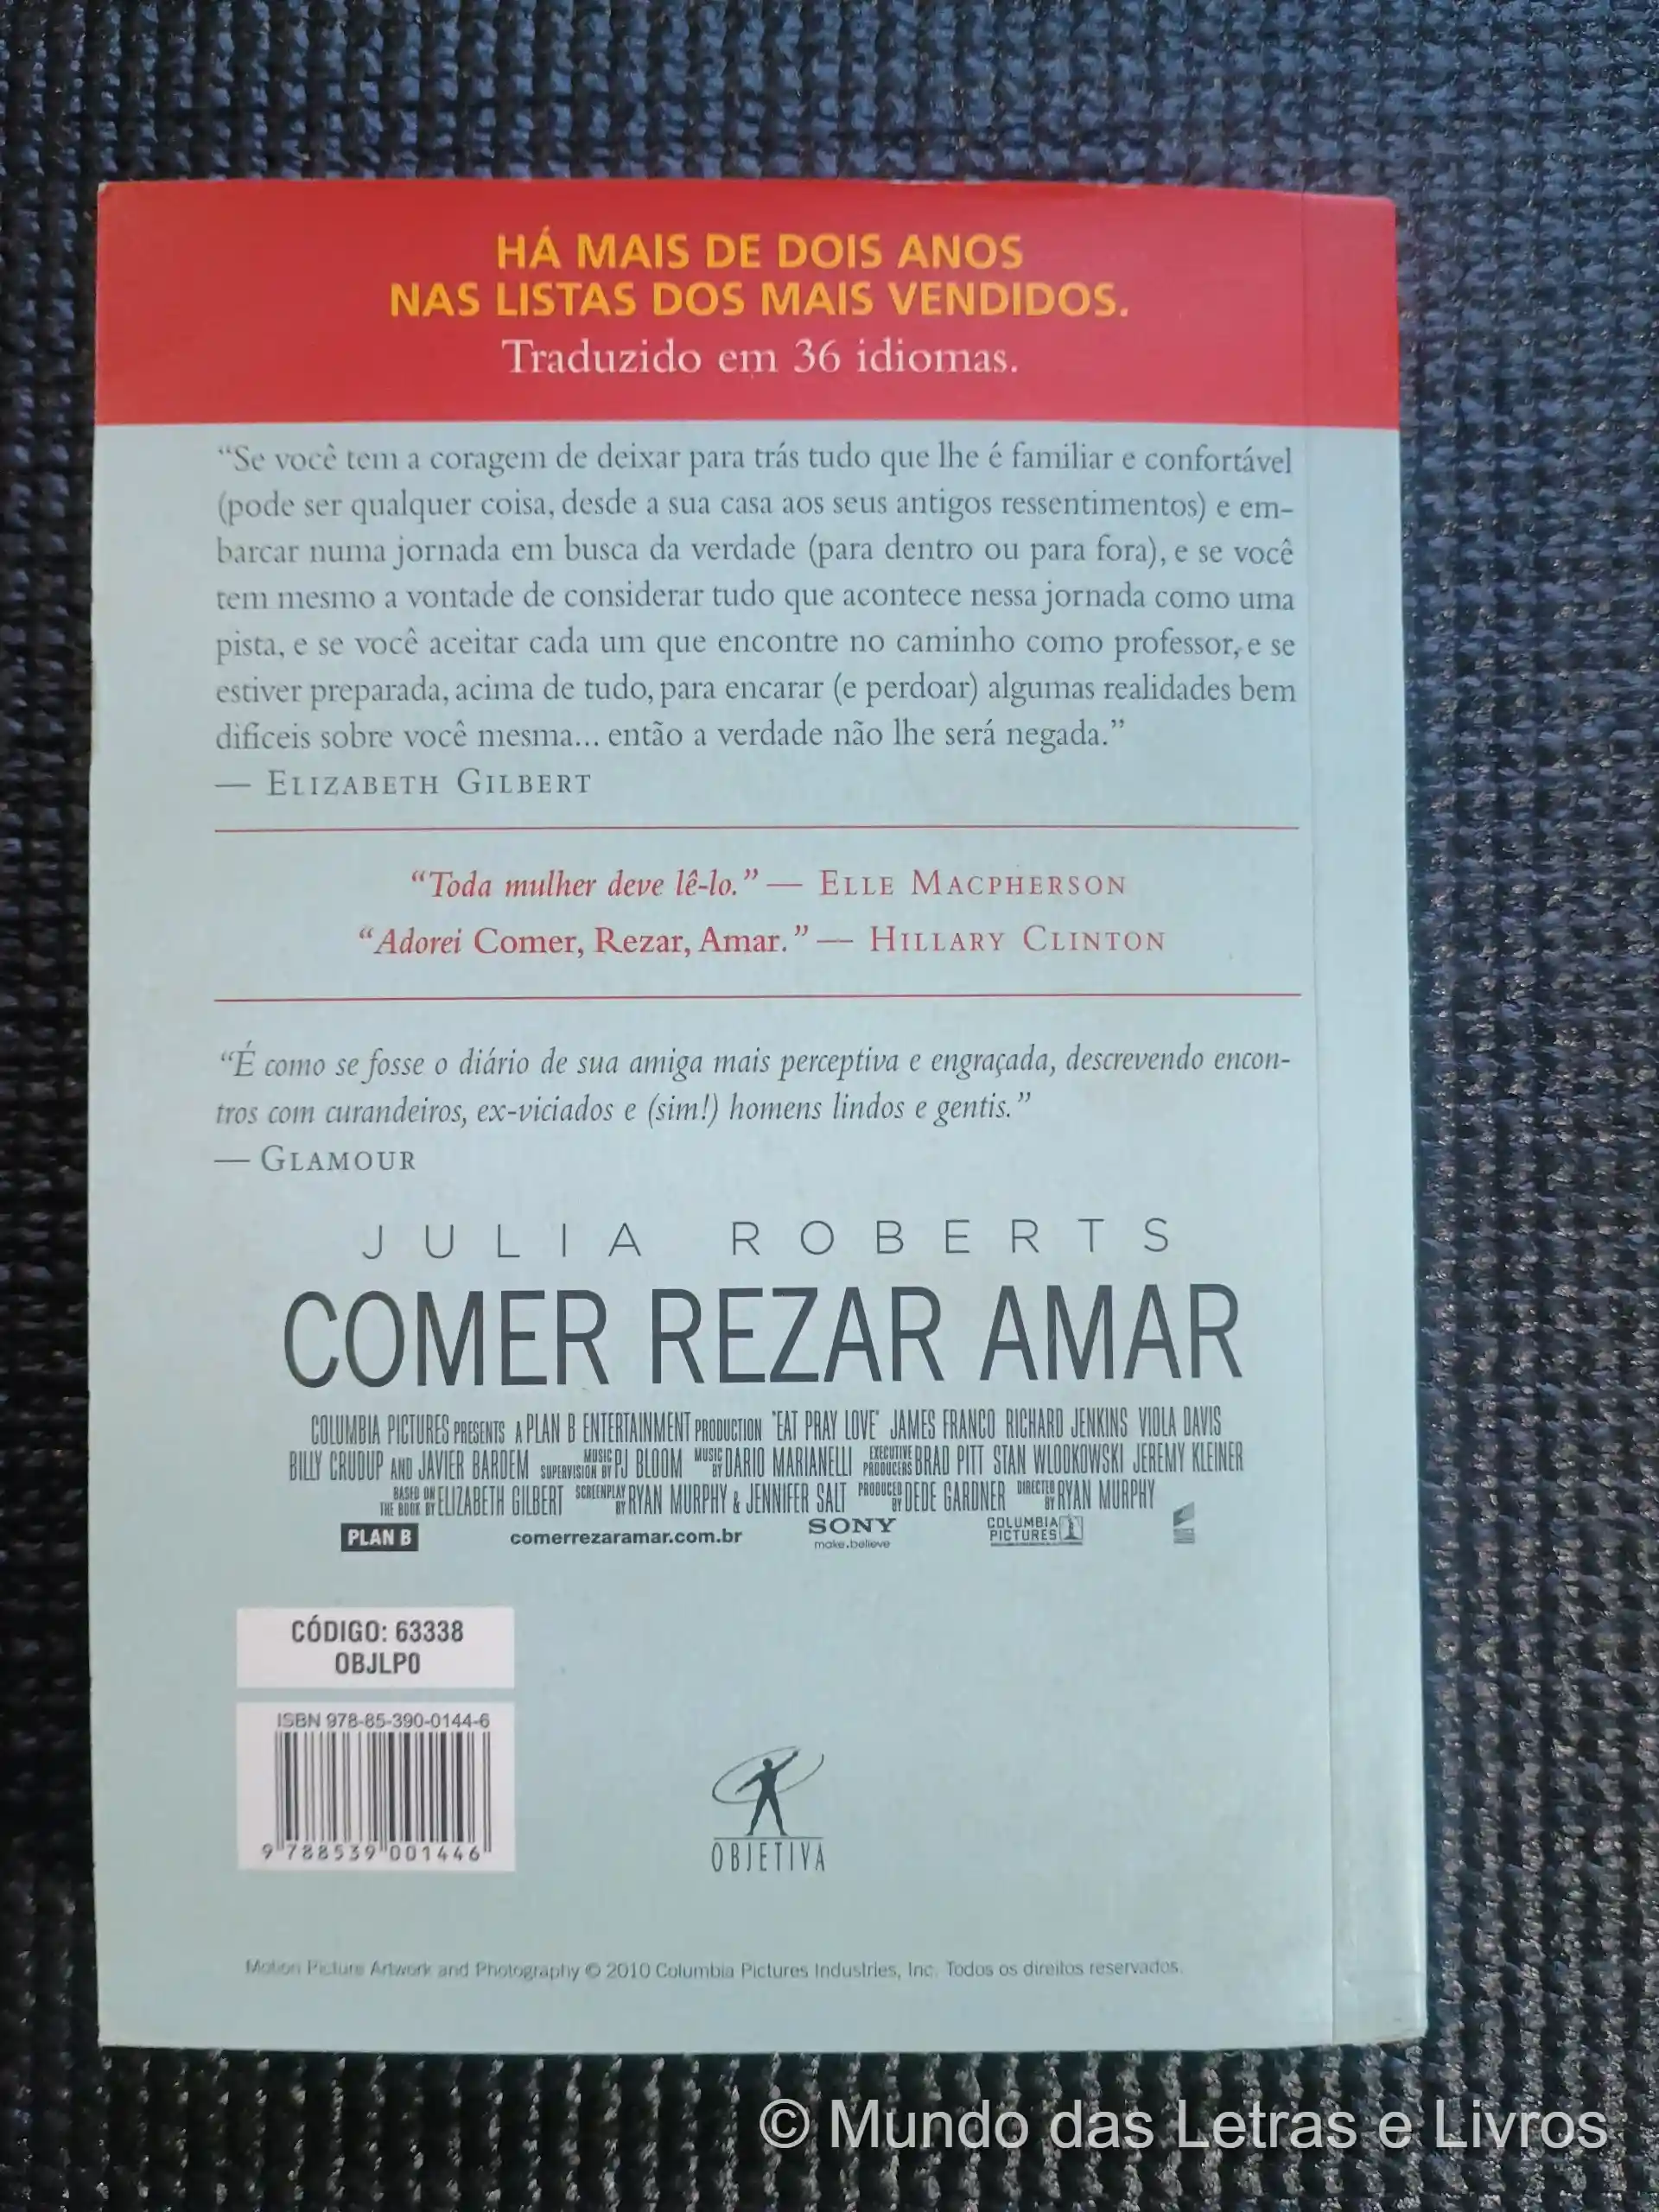 HÁ MAIS DE DOIS ANOS
NAS LISTAS DOS MAIS VENDIDOS.
Traduzido em 36 idiomas.
“Se você tem a coragem de deixar para trás tudo que lhe é familiar e confortável
(pode ser qualquer coisa, desde a sua casa aos seus antigos ressentimentos) e em-
barcar numa jornada em busca da verdade (para dentro ou para fora), e se você
tem mesmo a vontade de considerar tudo que acontece nessa jornada como uma
pista, e se você aceitar cada um que encontre no caminho como professor, e se
estiver preparada, acima de tudo, para encarar (e perdoar) algumas realidades bem
difíceis sobre você mesma... então a verdade não lhe será negada.”
— ELIZABETH GILBERT
“Toda mulher deve lê-lo.” — ELLE MACPHERSON
“Adorei Comer, Rezar, Amar.” — HILLARY CLINTON
“É como se fosse o diário de sua amiga mais perceptiva e engraçada, descrevendo encon-
tros com curandeiros, ex-viciados e (sim!) homens lindos e gentis.”
— GLAMOUR
JULIA ROBERTS
COMER REZAR AMAR
COLUMBIA PICTURES PRESENTS A PLAN B ENTERTAINMENT PRODUCTION "EAT PRAY LOVE" JAMES FRANCO RICHARD JENKINS VIOLA DAVIS
BILLY CRUDUP AND JAVIER BARDEM MUSIC SUPERVISION BY PJ BLOOM MUSIC BY DARIO MARIANELLI EXECUTIVE PRODUCERS BRAD PITT STAN WLODKOWSKI JEREMY KLEINER
BASED ON THE BOOK BY ELIZABETH GILBERT SCREENPLAY BY RYAN MURPHY & JENNIFER SALT PRODUCED BY DEDE GARDNER DIRECTED BY RYAN MURPHY
PLAN B comerrezaramar.com.br SONY make.believe COLUMBIA PICTURES
CÓDIGO: 63338
OBJLP0
ISBN 978-85-390-0144-6
9 788539 001446
OBJETIVA
Motion Picture Artwork and Photography © 2010 Columbia Pictures Industries, Inc. Todos os direitos reservados.
© Mundo das Letras e Livros